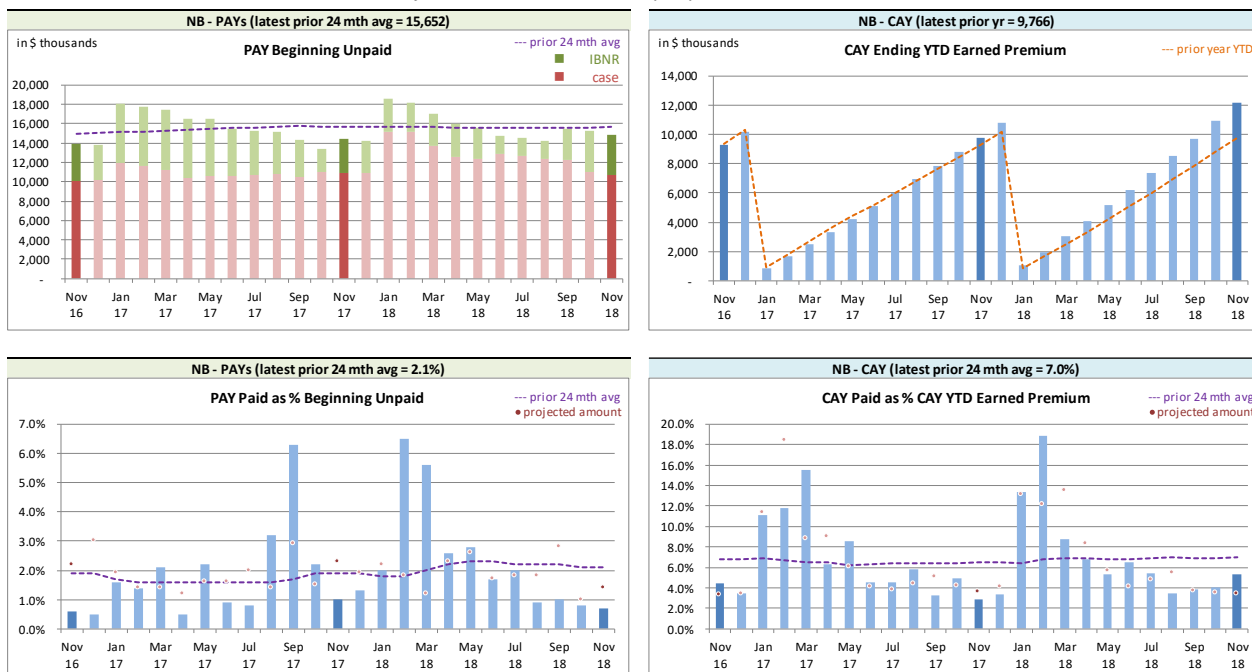 NB - PAYs (latest prior 24 mth avg = 15,652)
in $ thousands
PAY Beginning Unpaid
--- prior 24 mth avg
IBNR
case
20,000
18,000
16,000
14,000
12,000
10,000
8,000
6,000
4,000
2,000
-
Nov Jan Mar May Jul Sep Nov Jan Mar May Jul Sep Nov
16 17 17 17 17 17 17 18 18 18 18 18 18
NB - CAY (latest prior yr = 9,766)
in $ thousands
CAY Ending YTD Earned Premium
--- prior year YTD
14,000
12,000
10,000
8,000
6,000
4,000
2,000
-
Nov Jan Mar May Jul Sep Nov Jan Mar May Jul Sep Nov
16 17 17 17 17 17 17 18 18 18 18 18 18
NB - PAYs (latest prior 24 mth avg = 2.1%)
PAY Paid as % Beginning Unpaid
--- prior 24 mth avg
• projected amount
7.0%
6.0%
5.0%
4.0%
3.0%
2.0%
1.0%
0.0%
Nov Jan Mar May Jul Sep Nov Jan Mar May Jul Sep Nov
16 17 17 17 17 17 17 18 18 18 18 18 18
NB - CAY (latest prior 24 mth avg = 7.0%)
CAY Paid as % CAY YTD Earned Premium
--- prior 24 mth avg
• projected amount
20.0%
18.0%
16.0%
14.0%
12.0%
10.0%
8.0%
6.0%
4.0%
2.0%
0.0%
Nov Jan Mar May Jul Sep Nov Jan Mar May Jul Sep Nov
16 17 17 17 17 17 17 18 18 18 18 18 18